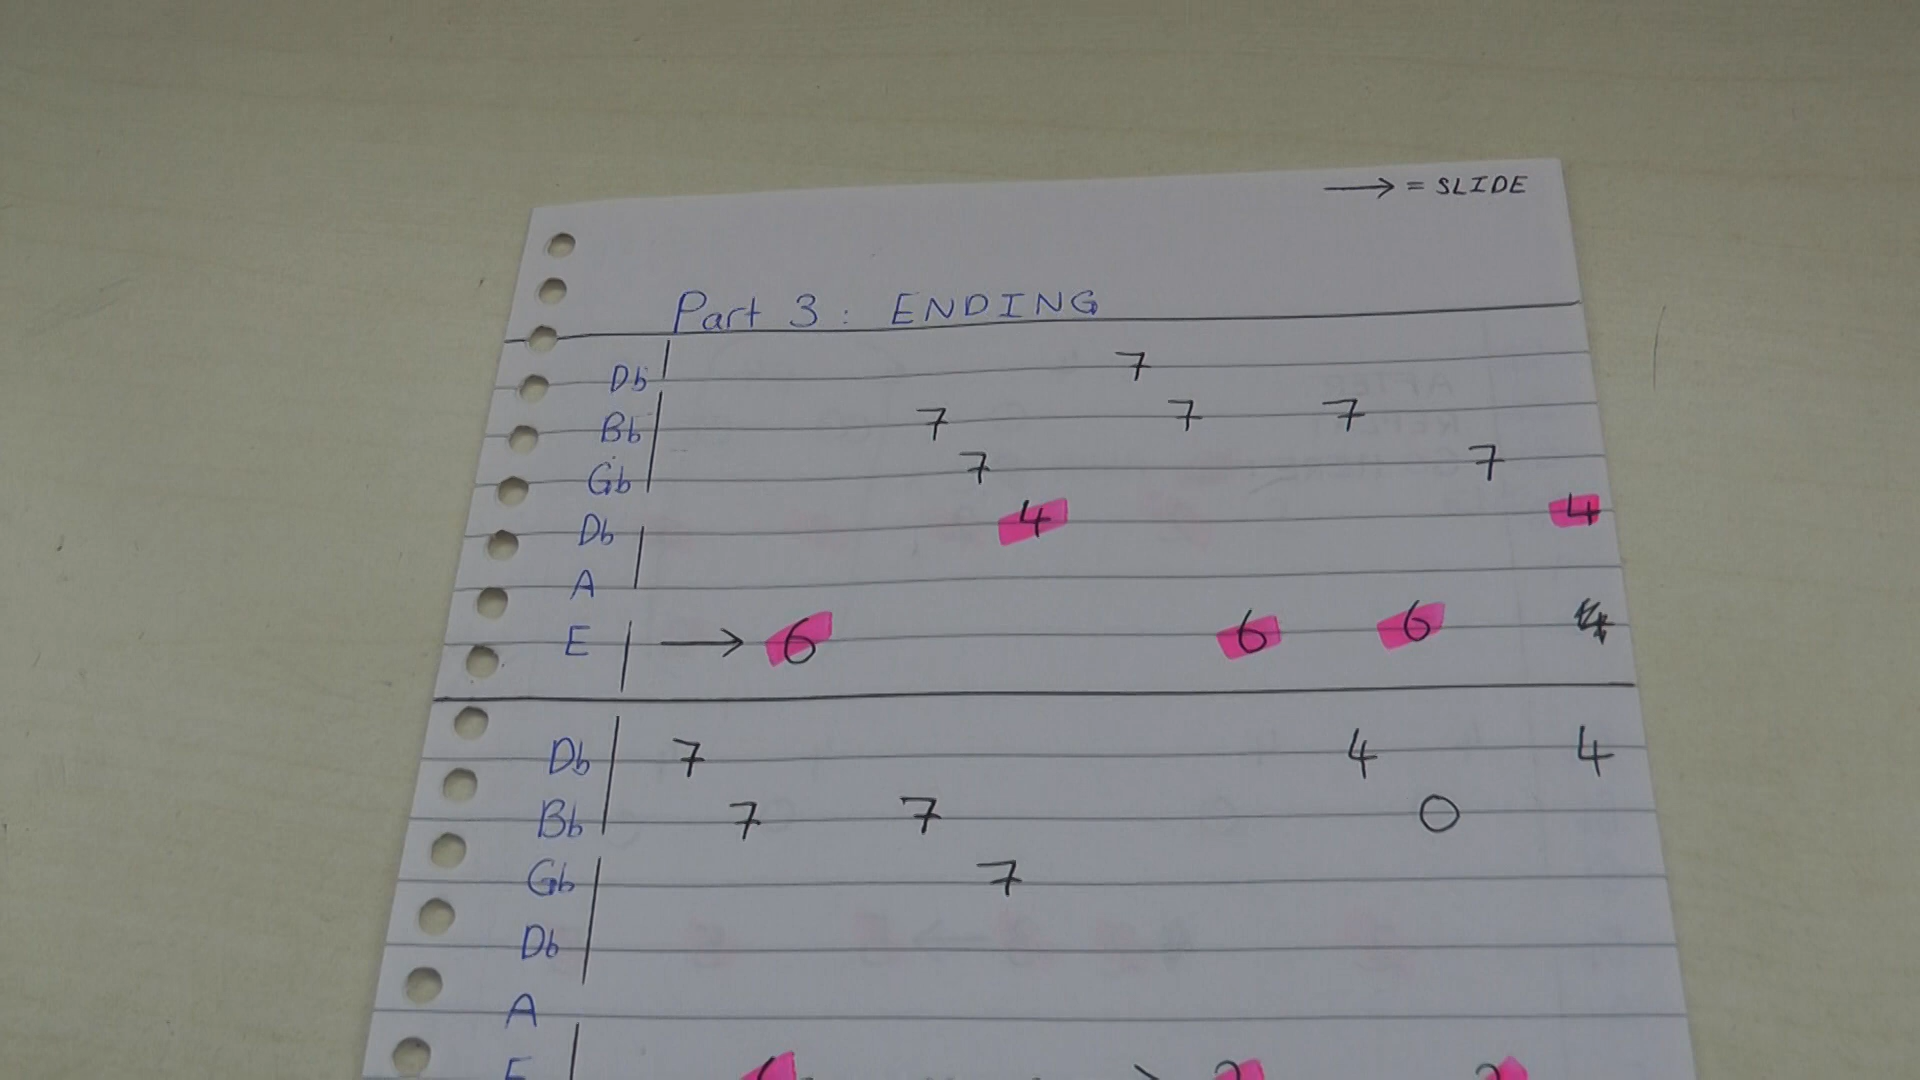 → = SLIDE
Part 3: ENDING
Db 7
Bb 7 7 7
Gb 7 7
Db 4 4
A
E → 6 6 6
Db 7 4 4
Bb 7 7 0
Gb 7
Db
A